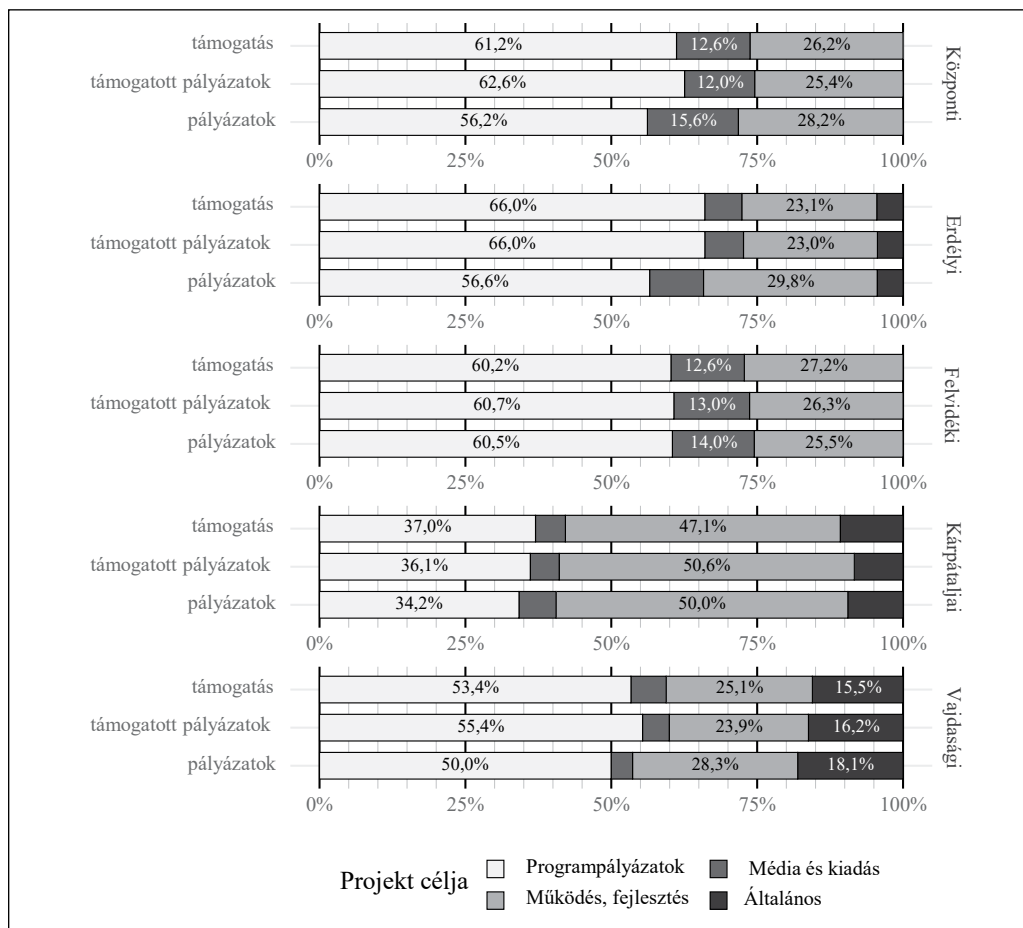 támogatás 61,2% 12,6% 26,2%
támogatott pályázatok 62,6% 12,0% 25,4%
pályázatok 56,2% 15,6% 28,2%
0% 25% 50% 75% 100%
Központi
támogatás 66,0% 23,1%
támogatott pályázatok 66,0% 23,0%
pályázatok 56,6% 29,8%
0% 25% 50% 75% 100%
Erdélyi
támogatás 60,2% 12,6% 27,2%
támogatott pályázatok 60,7% 13,0% 26,3%
pályázatok 60,5% 14,0% 25,5%
0% 25% 50% 75% 100%
Felvidéki
támogatás 37,0% 47,1%
támogatott pályázatok 36,1% 50,6%
pályázatok 34,2% 50,0%
0% 25% 50% 75% 100%
Kárpátaljai
támogatás 53,4% 25,1% 15,5%
támogatott pályázatok 55,4% 23,9% 16,2%
pályázatok 50,0% 28,3% 18,1%
0% 25% 50% 75% 100%
Vajdasági
Projekt célja
Programpályázatok Média és kiadás
Működés, fejlesztés Általános